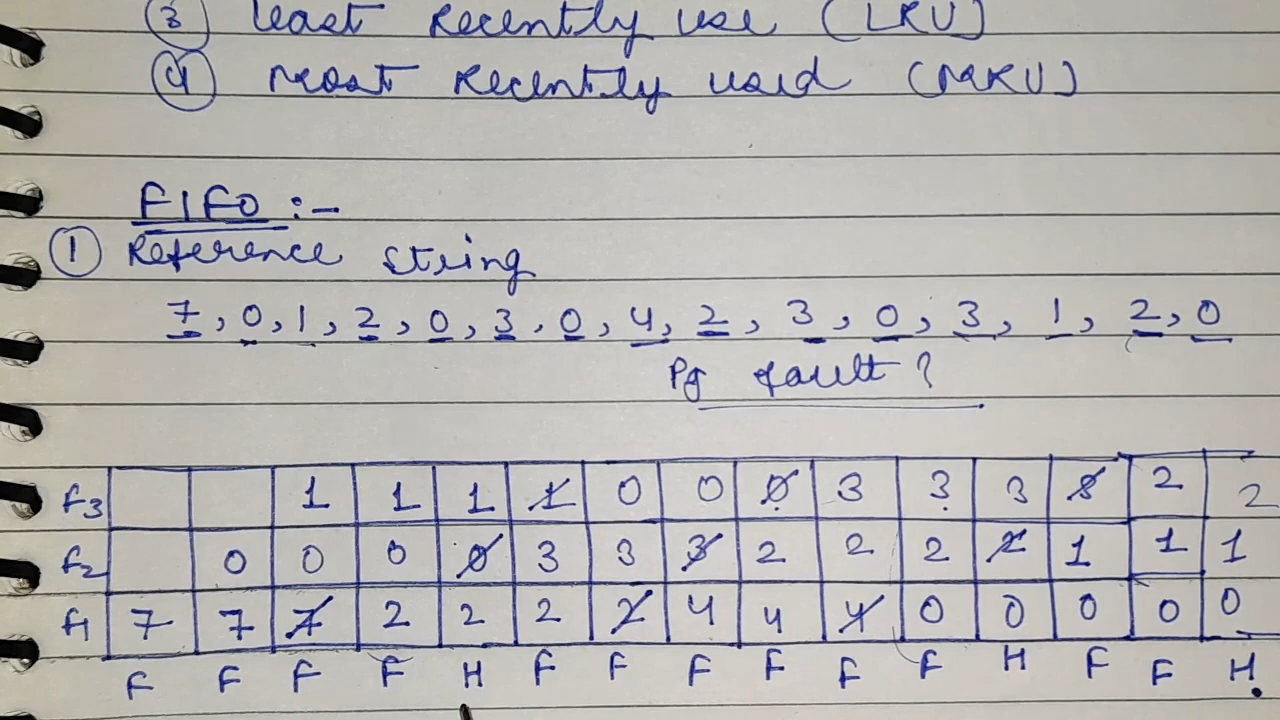 ③ Least Recently use (LRU)
④ Most Recently used (MRU)
FIFO :-
① Reference string
7, 0, 1, 2, 0, 3, 0, 4, 2, 3, 0, 3, 1, 2, 0
Pg fault ?
f3 1 1 1 1 0 0 0 3 3 3 3 2 2
f2 0 0 0 0 3 3 3 2 2 2 2 1 1 1
f1 7 7 7 2 2 2 2 4 4 4 0 0 0 0 0
F F F F H F F F F F F H F F H